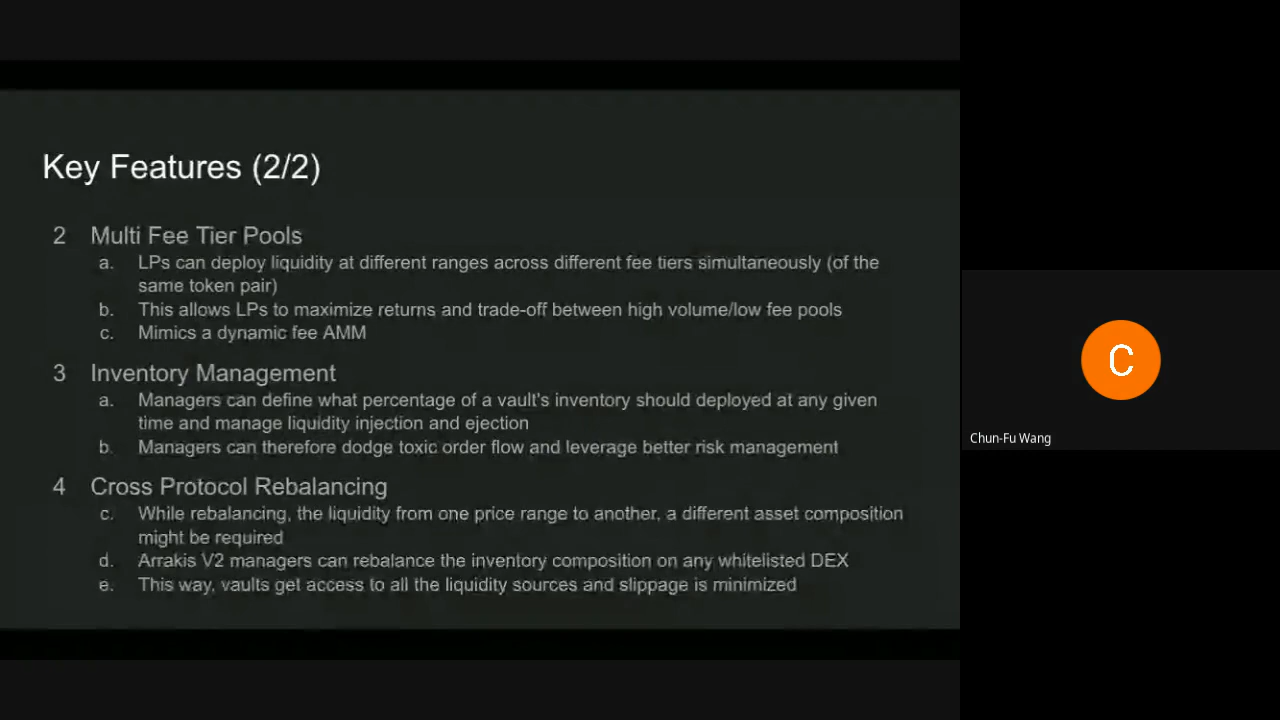 Key Features (2/2)
2 Multi Fee Tier Pools
a. LPs can deploy liquidity at different ranges across different fee tiers simultaneously (of the
same token pair)
b. This allows LPs to maximize returns and trade-off between high volume/low fee pools
c. Mimics a dynamic fee AMM
3 Inventory Management
a. Managers can define what percentage of a vault's inventory should deployed at any given
time and manage liquidity injection and ejection
b. Managers can therefore dodge toxic order flow and leverage better risk management
4 Cross Protocol Rebalancing
c. While rebalancing, the liquidity from one price range to another, a different asset composition
might be required
d. Arrakis V2 managers can rebalance the inventory composition on any whitelisted DEX
e. This way, vaults get access to all the liquidity sources and slippage is minimized
C
Chun-Fu Wang